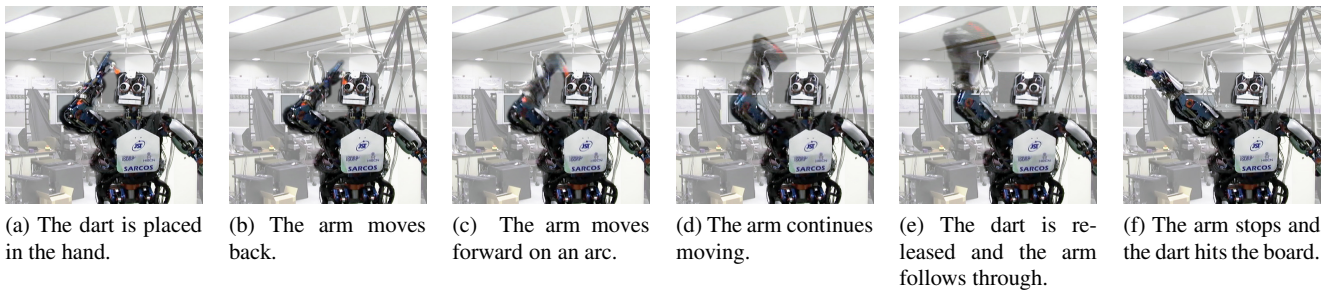 SARCOS
SARCOS
SARCOS
SARCOS
SARCOS
SARCOS
(a) The dart is placed
in the hand.
(b) The arm moves
back.
(c) The arm moves
forward on an arc.
(d) The arm continues
moving.
(e) The dart is re-
leased and the arm
follows through.
(f) The arm stops and
the dart hits the board.